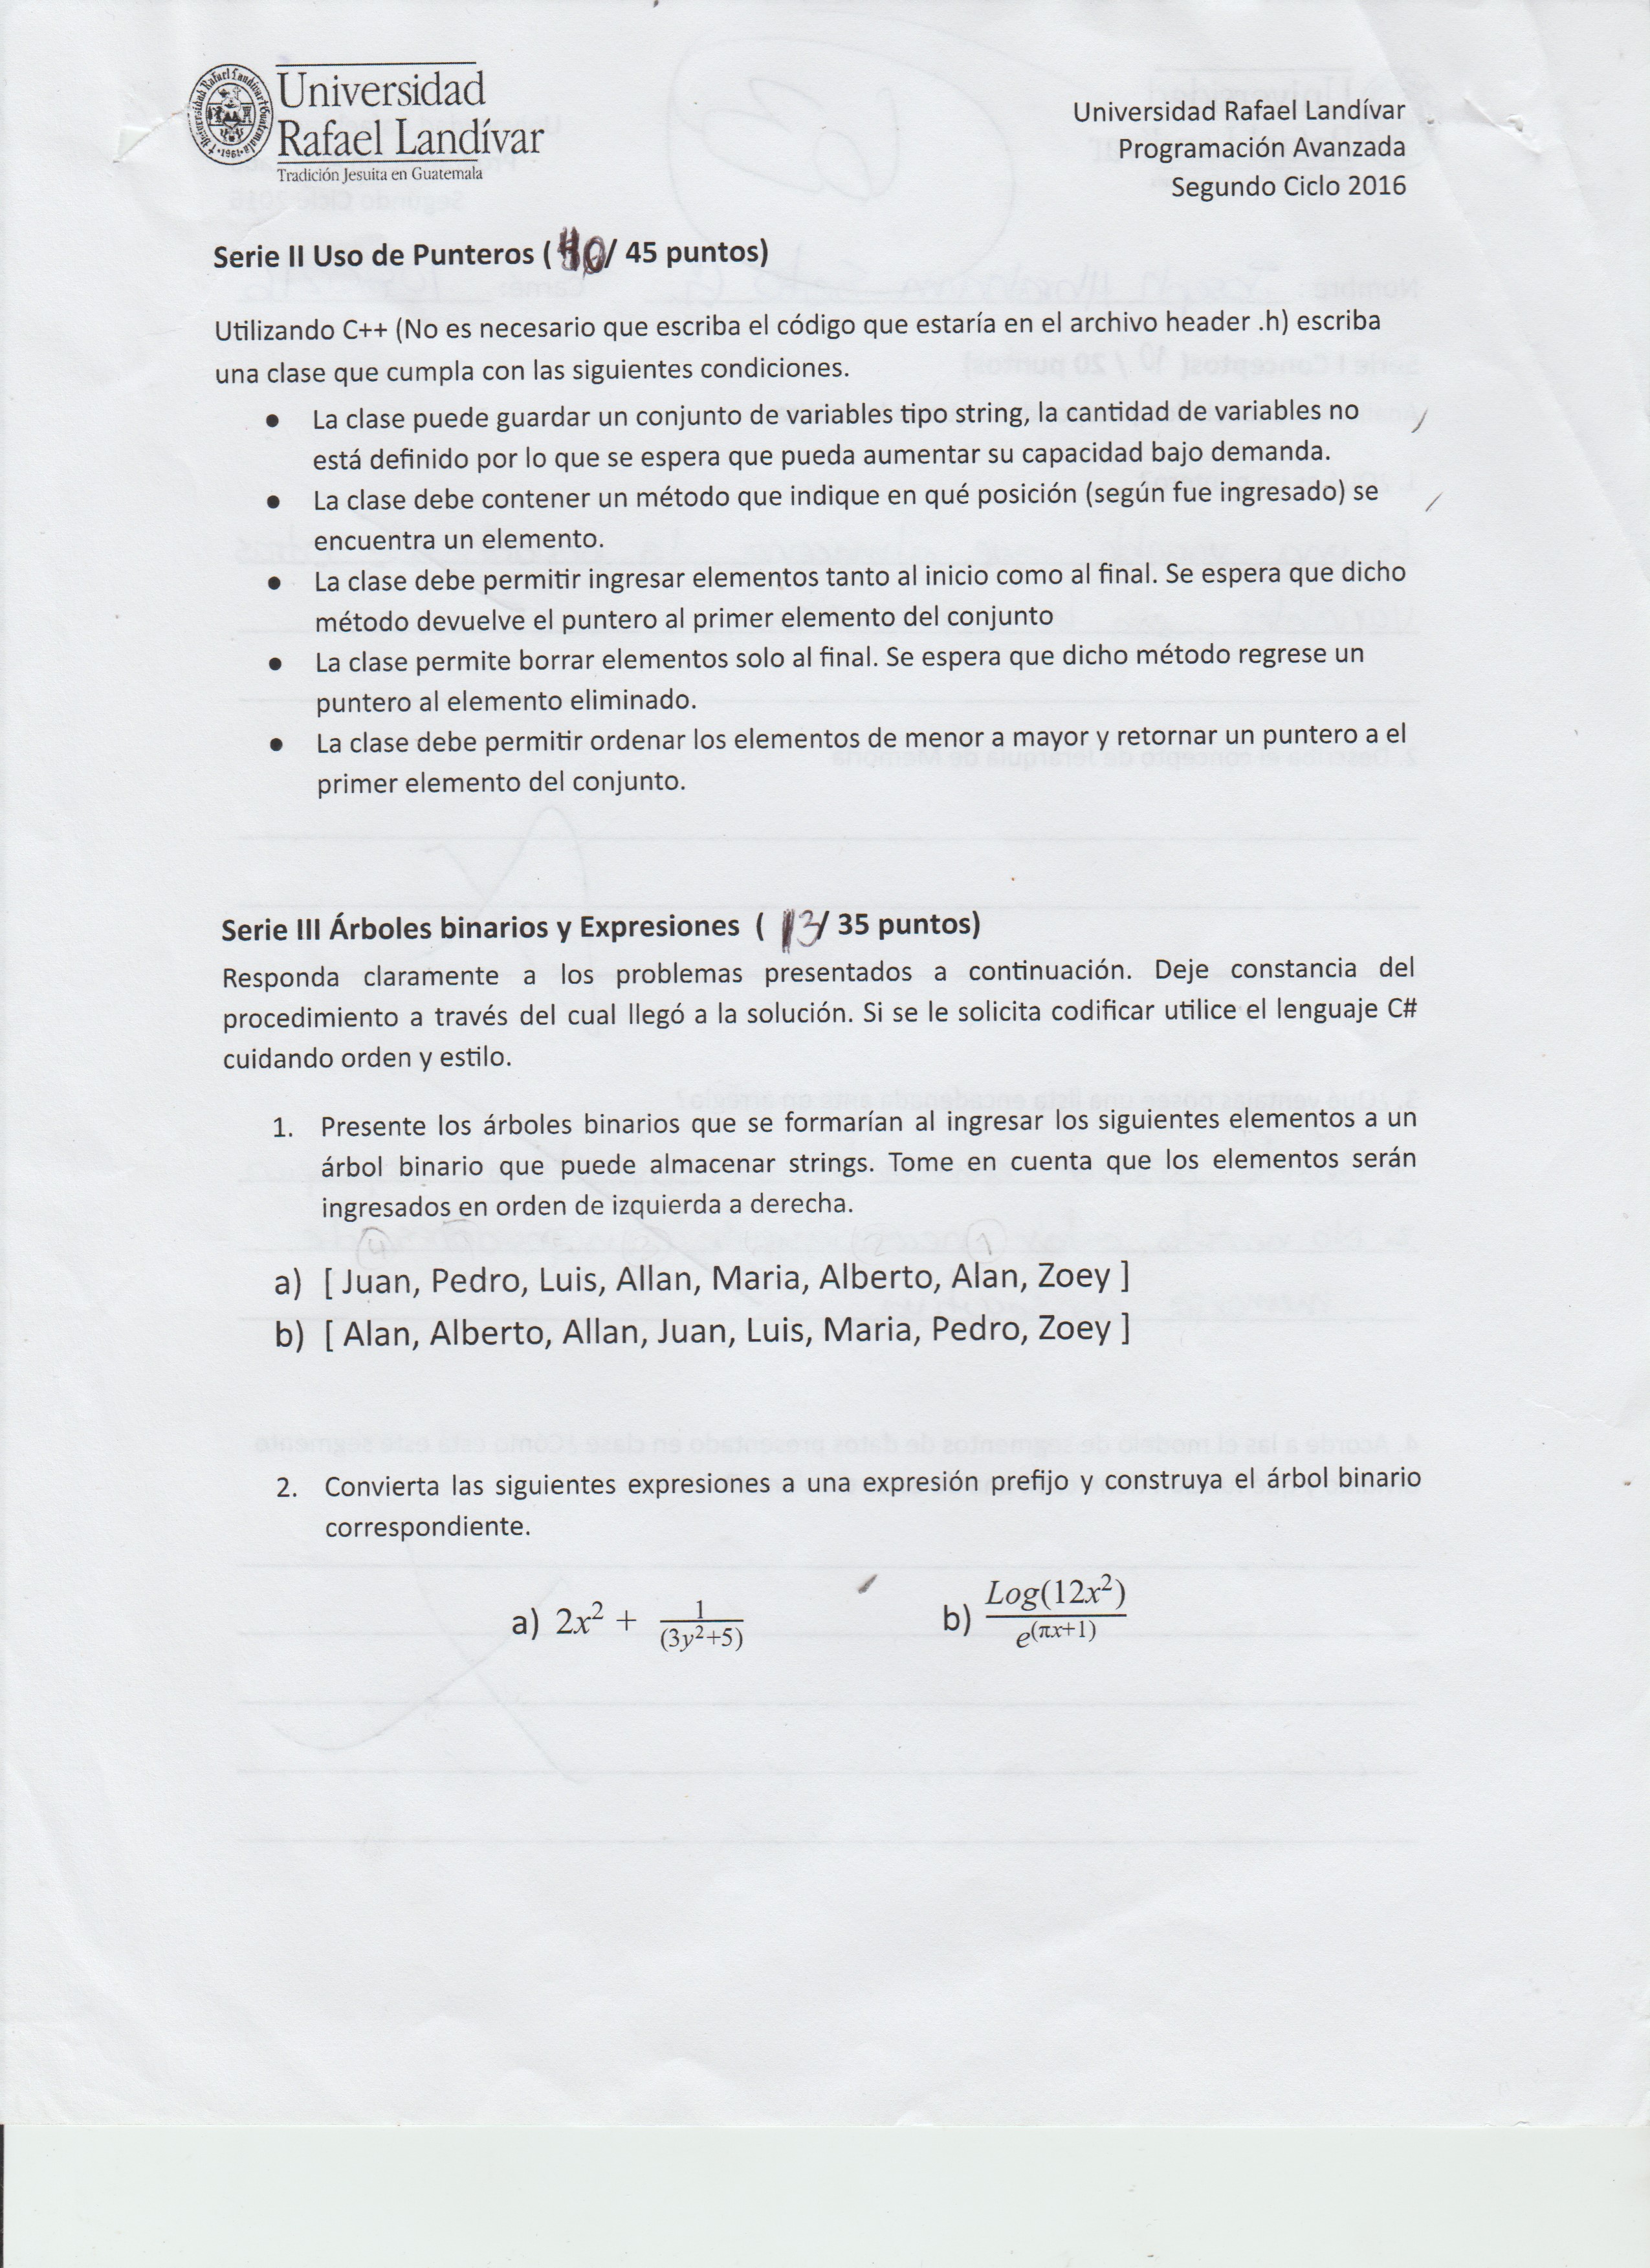 Universidad
Rafael Landívar
Tradición Jesuita en Guatemala
Universidad Rafael Landívar
Programación Avanzada
Segundo Ciclo 2016
Serie II Uso de Punteros ( 40/ 45 puntos)
Utilizando C++ (No es necesario que escriba el código que estaría en el archivo header .h) escriba
una clase que cumpla con las siguientes condiciones.
● La clase puede guardar un conjunto de variables tipo string, la cantidad de variables no
está definido por lo que se espera que pueda aumentar su capacidad bajo demanda.
● La clase debe contener un método que indique en qué posición (según fue ingresado) se
encuentra un elemento.
● La clase debe permitir ingresar elementos tanto al inicio como al final. Se espera que dicho
método devuelve el puntero al primer elemento del conjunto
● La clase permite borrar elementos solo al final. Se espera que dicho método regrese un
puntero al elemento eliminado.
● La clase debe permitir ordenar los elementos de menor a mayor y retornar un puntero a el
primer elemento del conjunto.
Serie III Árboles binarios y Expresiones ( 13/ 35 puntos)
Responda claramente a los problemas presentados a continuación. Deje constancia del
procedimiento a través del cual llegó a la solución. Si se le solicita codificar utilice el lenguaje C#
cuidando orden y estilo.
1. Presente los árboles binarios que se formarían al ingresar los siguientes elementos a un
árbol binario que puede almacenar strings. Tome en cuenta que los elementos serán
ingresados en orden de izquierda a derecha.
a) [ Juan, Pedro, Luis, Allan, Maria, Alberto, Alan, Zoey ]
b) [ Alan, Alberto, Allan, Juan, Luis, Maria, Pedro, Zoey ]
2. Convierta las siguientes expresiones a una expresión prefijo y construya el árbol binario
correspondiente.
a) 2x² + 1/(3y²+5) b) Log(12x²)/e^(πx+1)